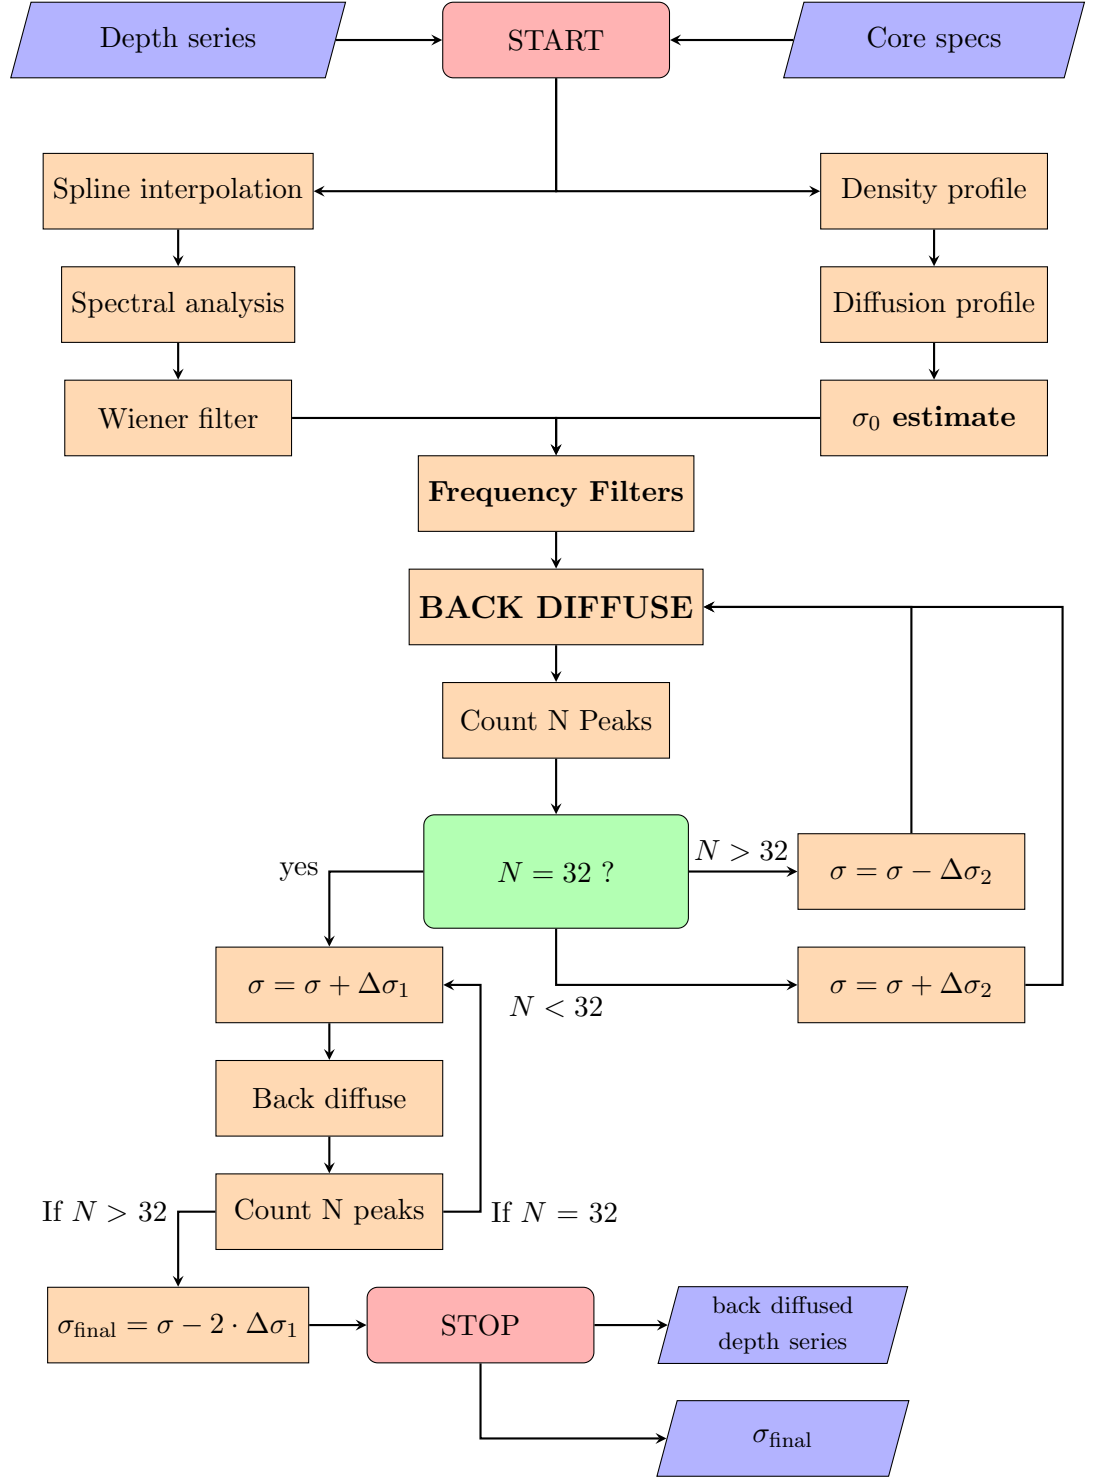 Depth series
START
Core specs
Spline interpolation
Density profile
Spectral analysis
Diffusion profile
Wiener filter
σ₀ estimate
Frequency Filters
BACK DIFFUSE
Count N Peaks
yes
N = 32 ?
N > 32
σ = σ − Δσ₂
σ = σ + Δσ₁
N < 32
σ = σ + Δσ₂
Back diffuse
If N > 32
Count N peaks
If N = 32
σfinal = σ − 2 · Δσ₁
STOP
back diffused
depth series
σfinal